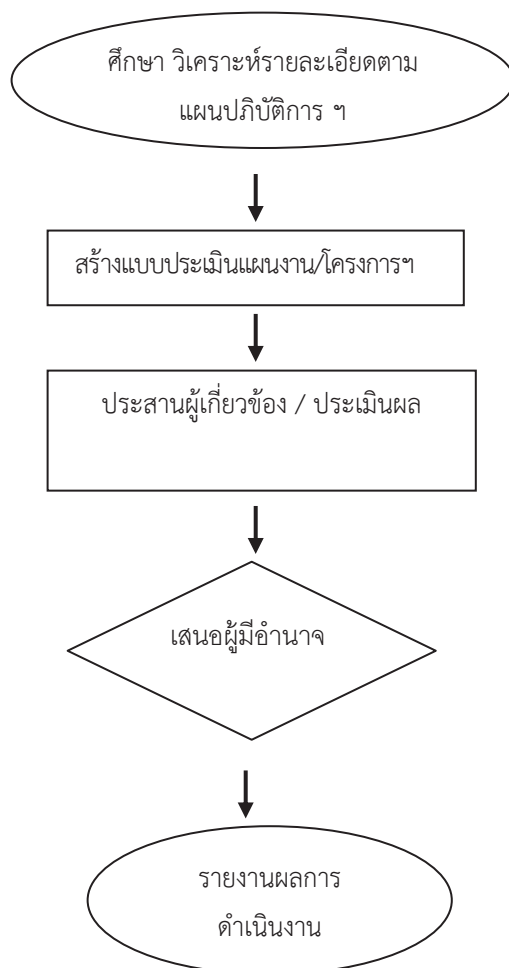 ศึกษา วิเคราะห์รายละเอียดตาม
แผนปฏิบัติการ ฯ
สร้างแบบประเมินแผนงาน/โครงการฯ
ประสานผู้เกี่ยวข้อง / ประเมินผล
เสนอผู้มีอำนาจ
รายงานผลการ
ดำเนินงาน